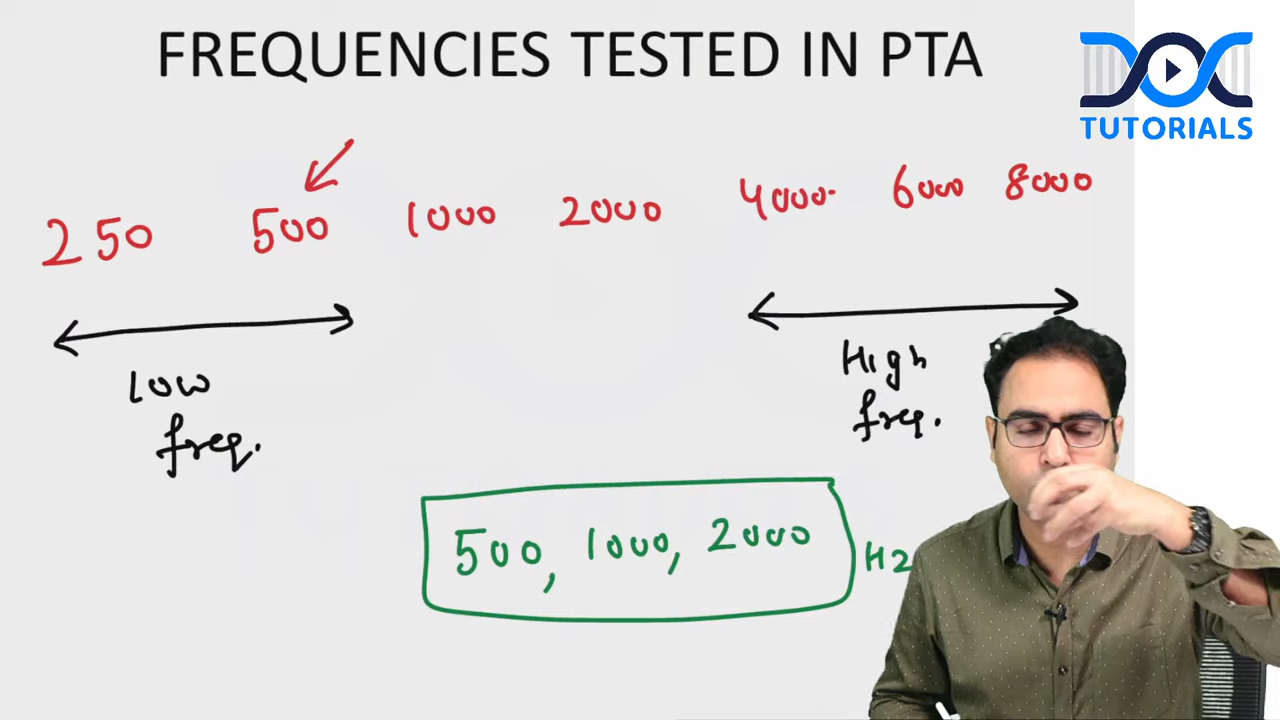 FREQUENCIES TESTED IN PTA
DOC
TUTORIALS
250 500 1000 2000 4000 6000 8000
low
freq.
High
freq.
500, 1000, 2000 Hz